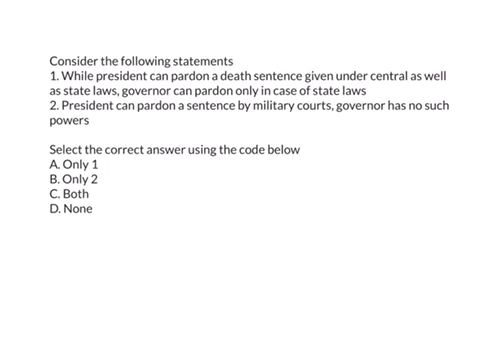 Consider the following statements
1. While president can pardon a death sentence given under central as well
as state laws, governor can pardon only in case of state laws
2. President can pardon a sentence by military courts, governor has no such
powers
Select the correct answer using the code below
A. Only 1
B. Only 2
C. Both
D. None